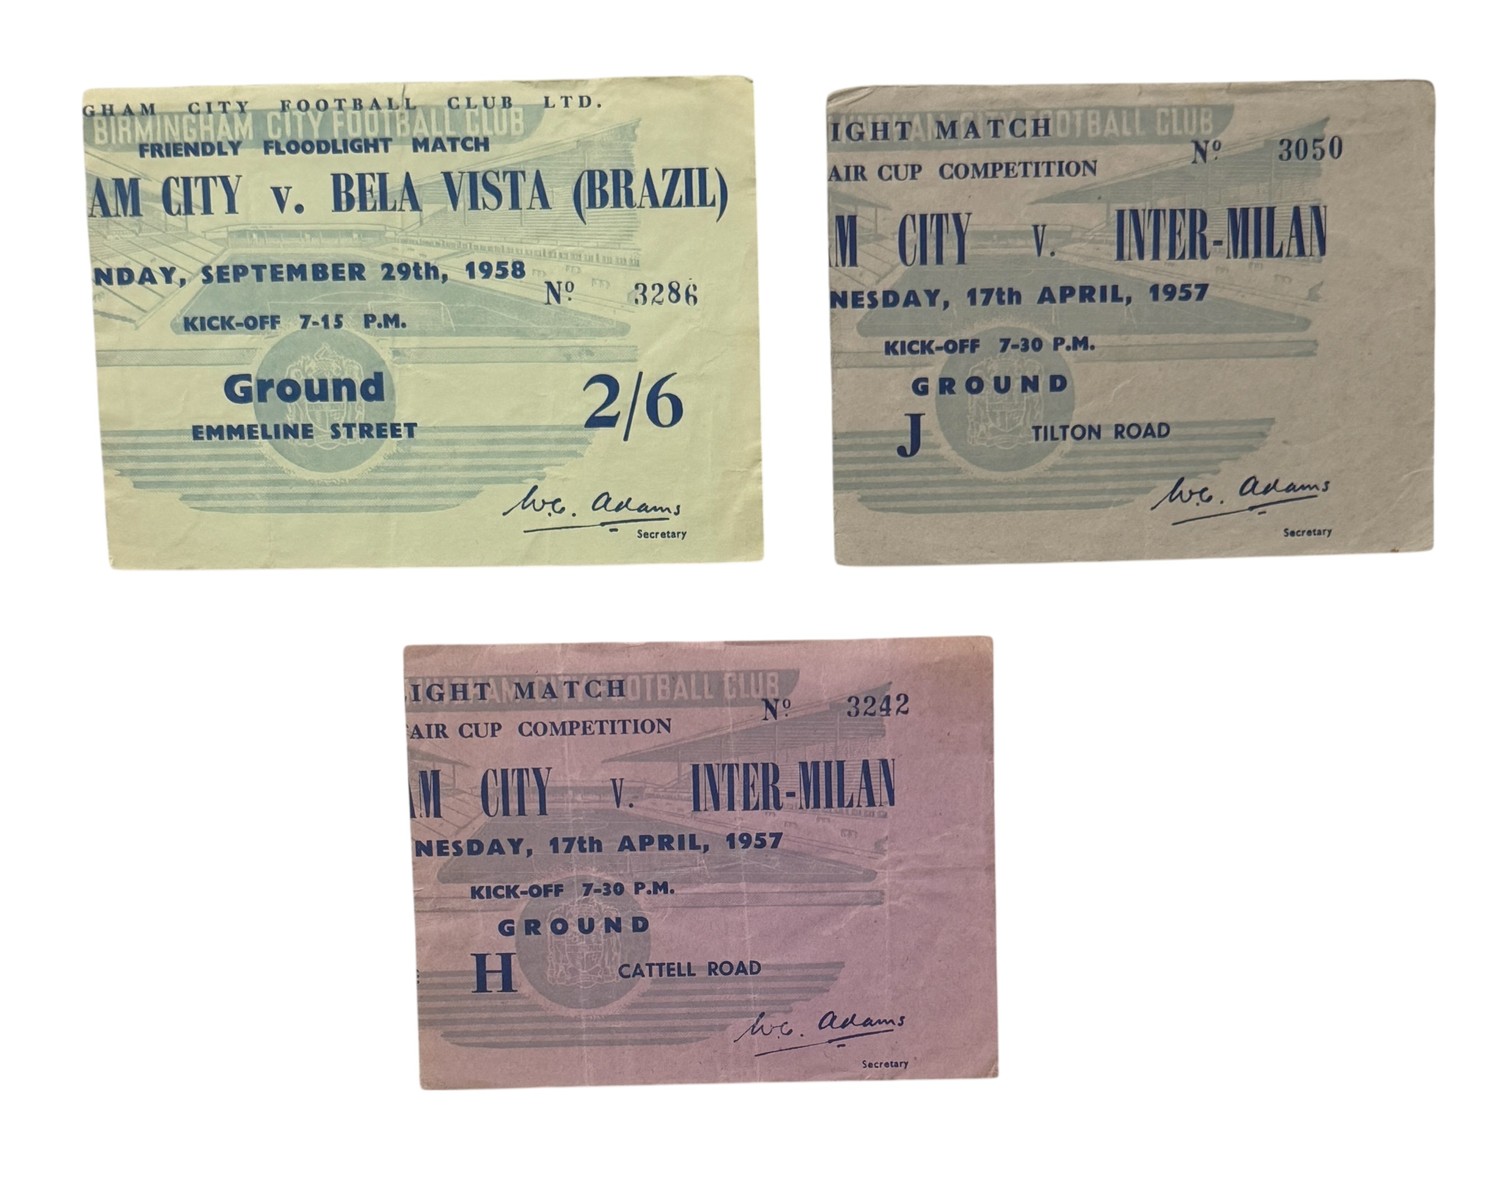 GHAM CITY FOOTBALL CLUB LTD.
BIRMINGHAM CITY FOOTBALL CLUB
FRIENDLY FLOODLIGHT MATCH
AM CITY v. BELA VISTA (BRAZIL)
NDAY, SEPTEMBER 29th, 1958
Nº 3286
KICK-OFF 7-15 P.M.
Ground 2/6
EMMELINE STREET
W.C. Adams
Secretary
IGHT MATCH
OTBALL CLUB
Nº 3050
AIR CUP COMPETITION
M CITY v. INTER-MILAN
NESDAY, 17th APRIL, 1957
KICK-OFF 7-30 P.M.
GROUND
J TILTON ROAD
W.C. Adams
Secretary
IGHT MATCH
OTBALL CLUB
Nº 3242
AIR CUP COMPETITION
M CITY v. INTER-MILAN
NESDAY, 17th APRIL, 1957
KICK-OFF 7-30 P.M.
GROUND
H CATTELL ROAD
W.C. Adams
Secretary